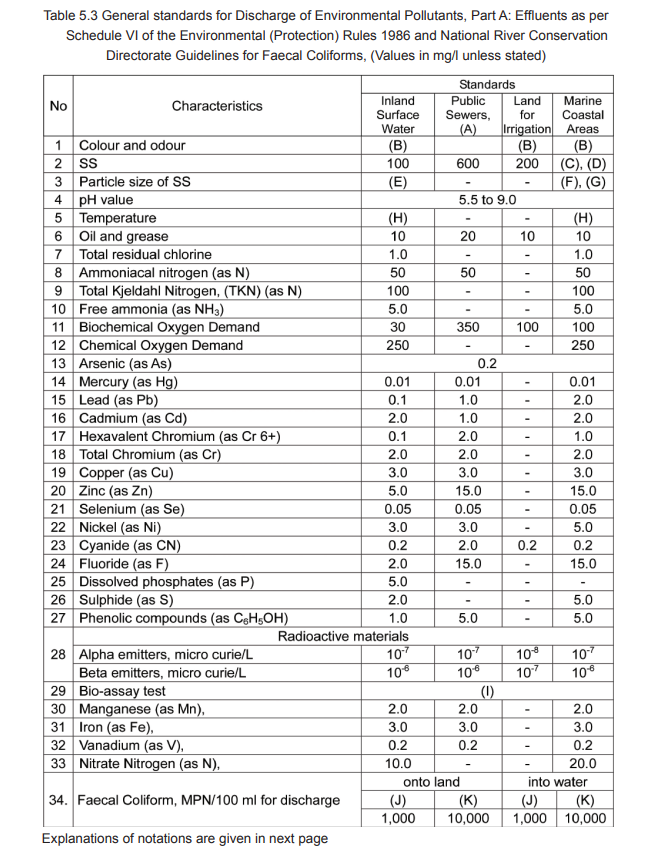 Table 5.3 General standards for Discharge of Environmental Pollutants, Part A: Effluents as per
Schedule VI of the Environmental (Protection) Rules 1986 and National River Conservation
Directorate Guidelines for Faecal Coliforms, (Values in mg/l unless stated)
No Characteristics Standards
Inland Surface Water Public Sewers, (A) Land for Irrigation Marine Coastal Areas
1 Colour and odour (B) (B) (B)
2 SS 100 600 200 (C), (D)
3 Particle size of SS (E) - - (F), (G)
4 pH value 5.5 to 9.0
5 Temperature (H) - - (H)
6 Oil and grease 10 20 10 10
7 Total residual chlorine 1.0 - - 1.0
8 Ammoniacal nitrogen (as N) 50 50 - 50
9 Total Kjeldahl Nitrogen, (TKN) (as N) 100 - - 100
10 Free ammonia (as NH₃) 5.0 - - 5.0
11 Biochemical Oxygen Demand 30 350 100 100
12 Chemical Oxygen Demand 250 - - 250
13 Arsenic (as As) 0.2
14 Mercury (as Hg) 0.01 0.01 - 0.01
15 Lead (as Pb) 0.1 1.0 - 2.0
16 Cadmium (as Cd) 2.0 1.0 - 2.0
17 Hexavalent Chromium (as Cr 6+) 0.1 2.0 - 1.0
18 Total Chromium (as Cr) 2.0 2.0 - 2.0
19 Copper (as Cu) 3.0 3.0 - 3.0
20 Zinc (as Zn) 5.0 15.0 - 15.0
21 Selenium (as Se) 0.05 0.05 - 0.05
22 Nickel (as Ni) 3.0 3.0 - 5.0
23 Cyanide (as CN) 0.2 2.0 0.2 0.2
24 Fluoride (as F) 2.0 15.0 - 15.0
25 Dissolved phosphates (as P) 5.0 - - -
26 Sulphide (as S) 2.0 - - 5.0
27 Phenolic compounds (as C₆H₅OH) 1.0 5.0 - 5.0
28 Radioactive materials
Alpha emitters, micro curie/L 10⁻⁷ 10⁻⁷ 10⁻⁸ 10⁻⁷
Beta emitters, micro curie/L 10⁻⁶ 10⁻⁶ 10⁻⁷ 10⁻⁶
29 Bio-assay test (I)
30 Manganese (as Mn), 2.0 2.0 - 2.0
31 Iron (as Fe), 3.0 3.0 - 3.0
32 Vanadium (as V), 0.2 0.2 - 0.2
33 Nitrate Nitrogen (as N), 10.0 - - 20.0
34. Faecal Coliform, MPN/100 ml for discharge onto land into water
(J) (K) (J) (K)
1,000 10,000 1,000 10,000
Explanations of notations are given in next page